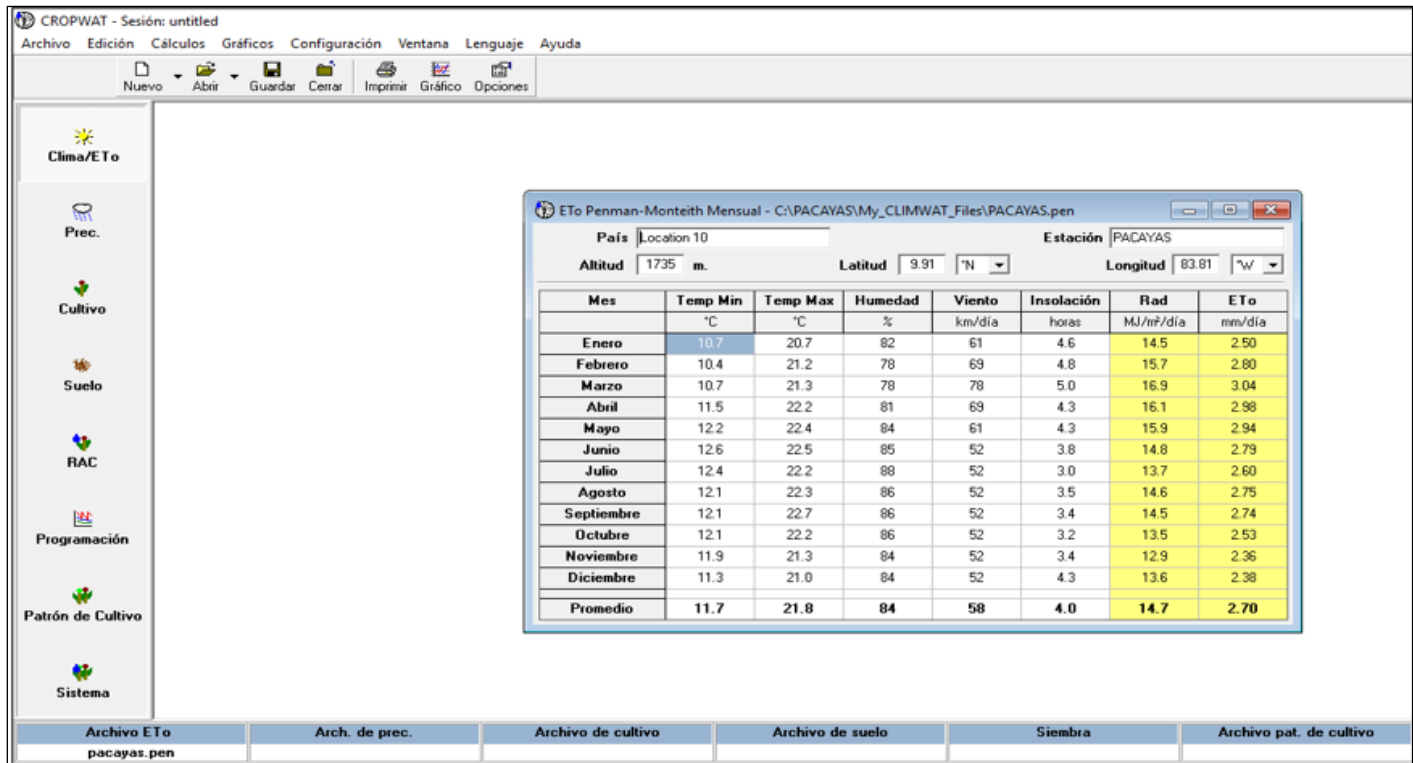 CROPWAT - Sesión: untitled
Archivo Edición Cálculos Gráficos Configuración Ventana Lenguaje Ayuda
Nuevo Abrir Guardar Cerrar Imprimir Gráfico Opciones
Clima/ETo
Prec.
Cultivo
Suelo
RAC
Programación
Patrón de Cultivo
Sistema
ETo Penman-Monteith Mensual - C:\PACAYAS\My_CLIMWAT_Files\PACAYAS.pen
País Location 10 Estación PACAYAS
Altitud 1735 m. Latitud 9.91 °N Longitud 83.81 °W
Mes Temp Min Temp Max Humedad Viento Insolación Rad ETo
°C °C % km/día horas MJ/m²/día mm/día
Enero 10.7 20.7 82 61 4.6 14.5 2.50
Febrero 10.4 21.2 78 69 4.8 15.7 2.80
Marzo 10.7 21.3 78 78 5.0 16.9 3.04
Abril 11.5 22.2 81 69 4.3 16.1 2.98
Mayo 12.2 22.4 84 61 4.3 15.9 2.94
Junio 12.6 22.5 85 52 3.8 14.8 2.79
Julio 12.4 22.2 88 52 3.0 13.7 2.60
Agosto 12.1 22.3 86 52 3.5 14.6 2.75
Septiembre 12.1 22.7 86 52 3.4 14.5 2.74
Octubre 12.1 22.2 86 52 3.2 13.5 2.53
Noviembre 11.9 21.3 84 52 3.4 12.9 2.36
Diciembre 11.3 21.0 84 52 4.3 13.6 2.38
Promedio 11.7 21.8 84 58 4.0 14.7 2.70
Archivo ETo Arch. de prec. Archivo de cultivo Archivo de suelo Siembra Archivo pat. de cultivo
pacayas.pen